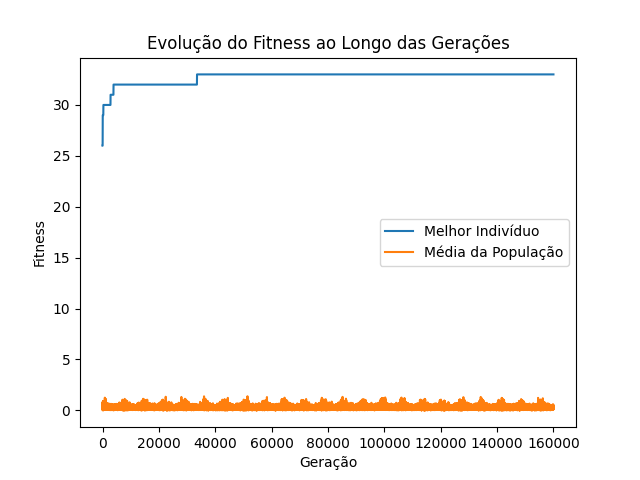 Evolução do Fitness ao Longo das Gerações
Fitness
30
25
20
15
10
5
0
Melhor Indivíduo
Média da População
0 20000 40000 60000 80000 100000 120000 140000 160000
Geração